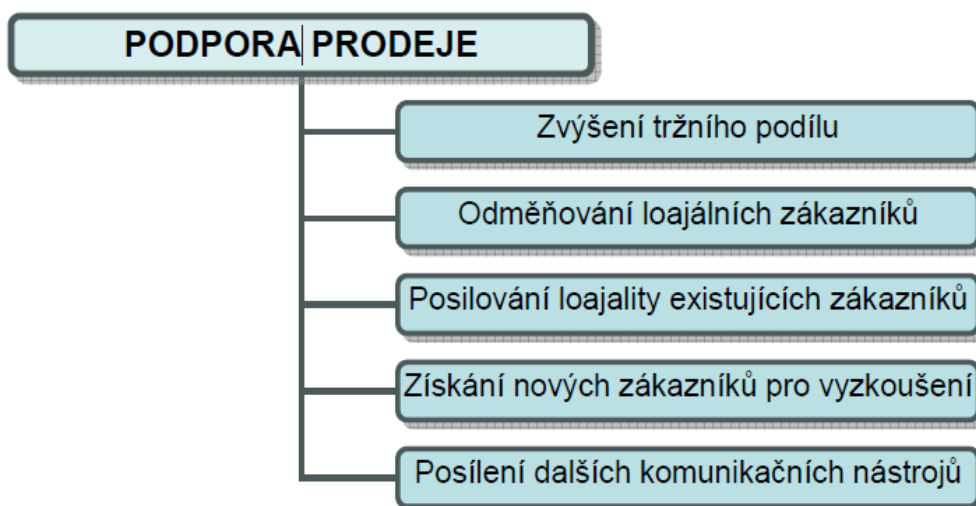 PODPORA PRODEJE
Zvýšení tržního podílu
Odměňování loajálních zákazníků
Posilování loajality existujících zákazníků
Získání nových zákazníků pro vyzkoušení
Posílení dalších komunikačních nástrojů